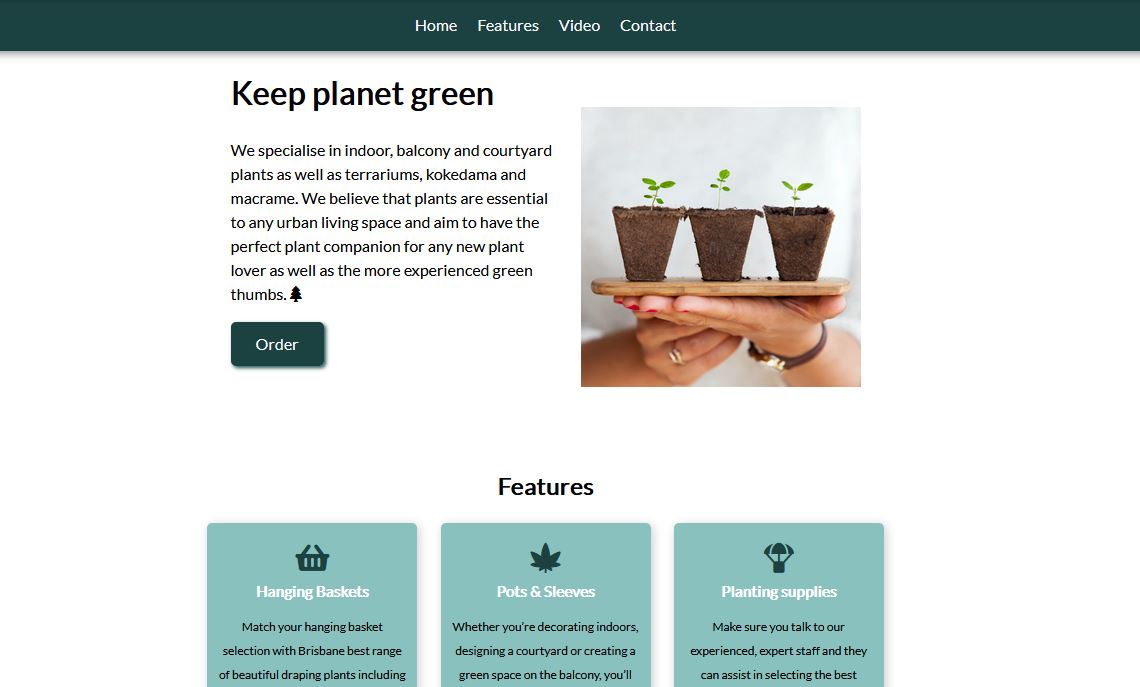 Home Features Video Contact
Keep planet green
We specialise in indoor, balcony and courtyard
plants as well as terrariums, kokedama and
macrame. We believe that plants are essential
to any urban living space and aim to have the
perfect plant companion for any new plant
lover as well as the more experienced green
thumbs.
Order
Features
Hanging Baskets
Match your hanging basket
selection with Brisbane best range
of beautiful draping plants including
Pots & Sleeves
Whether you’re decorating indoors,
designing a courtyard or creating a
green space on the balcony, you’ll
Planting supplies
Make sure you talk to our
experienced, expert staff and they
can assist in selecting the best